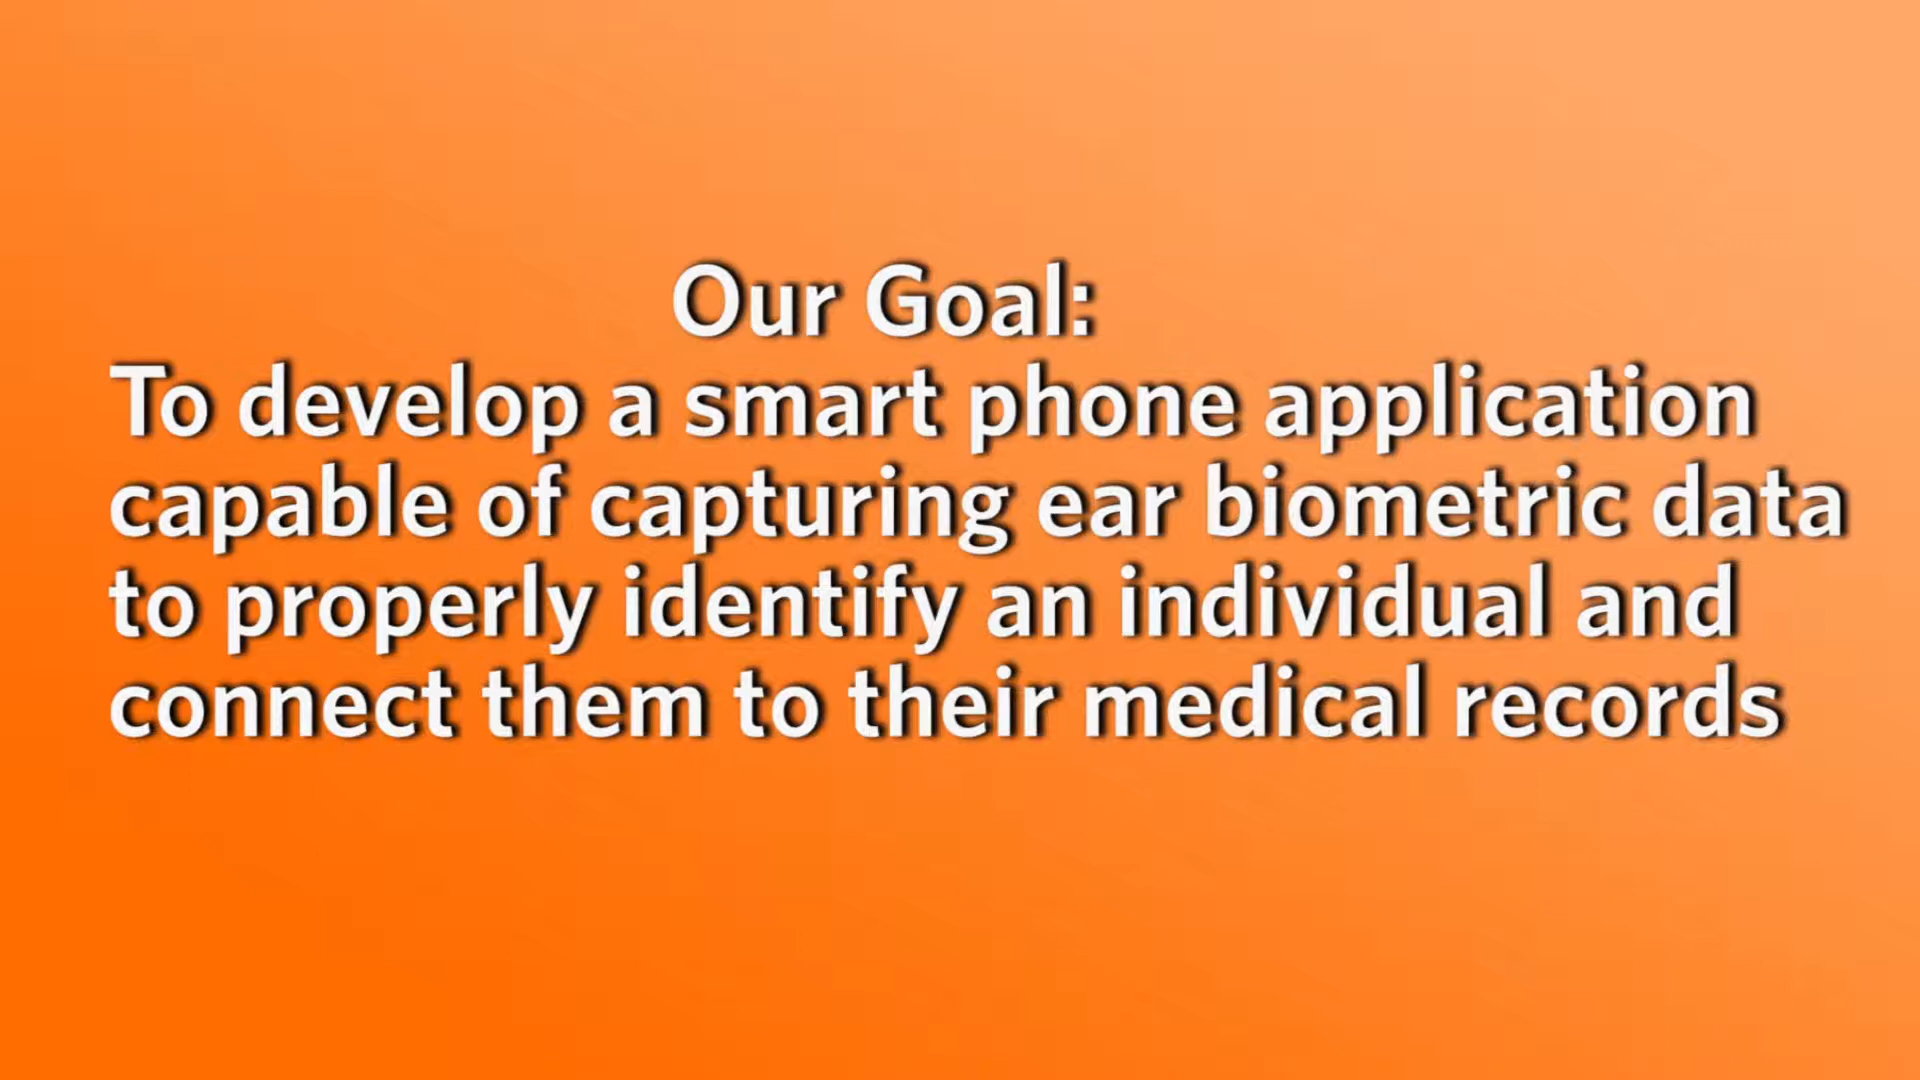 Our Goal:
To develop a smart phone application
capable of capturing ear biometric data
to properly identify an individual and
connect them to their medical records